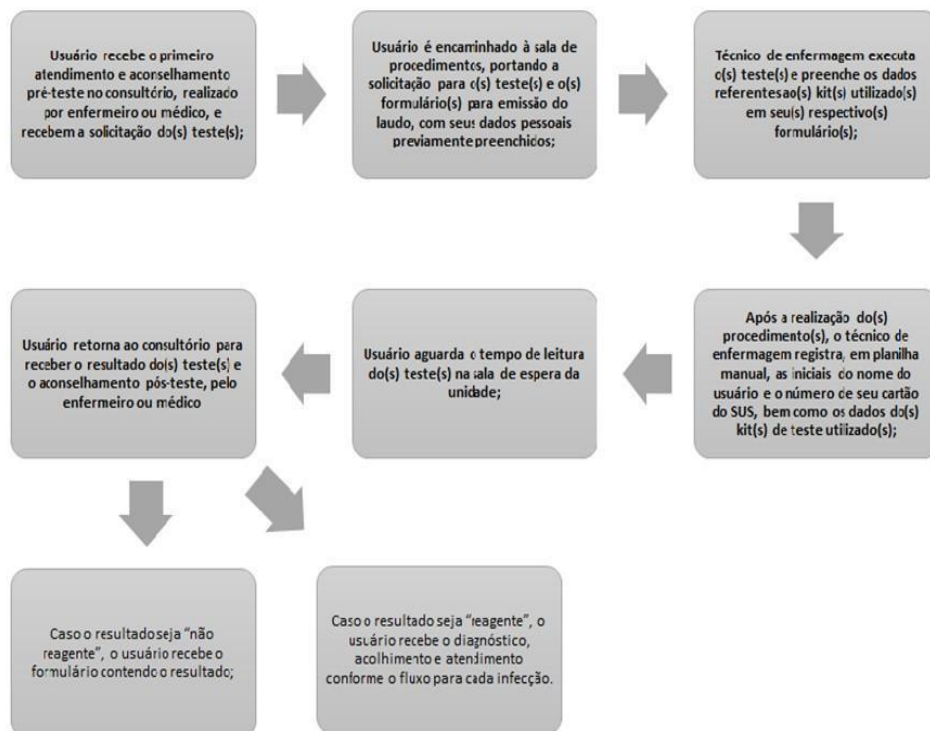 Usuário recebe o primeiro
atendimento e aconselhamento
pré-teste no consultório, realizado
por enfermeiro ou médico, e
recebem a solicitação do(s) teste(s);
Usuário é encaminhado à sala de
procedimentos, portando a
solicitação para o(s) teste(s) e o(s)
formulário(s) para emissão do
laudo, com seus dados pessoais
previamente preenchidos;
Técnico de enfermagem executa
o(s) teste(s) e preenche os dados
referentes ao(s) kit(s) utilizado(s)
em seu(s) respectivo(s)
formulário(s);
Após a realização do(s)
procedimento(s), o técnico de
enfermagem registra, em planilha
manual, as iniciais do nome do
usuário e o número de seu cartão
do SUS, bem como os dados do(s)
kit(s) de teste utilizado(s);
Usuário aguarda o tempo de leitura
do(s) teste(s) na sala de espera da
unidade;
Usuário retorna ao consultório para
receber o resultado do(s) teste(s) e
o aconselhamento pós-teste, pelo
enfermeiro ou médico
Caso o resultado seja “não
reagente”, o usuário recebe o
formulário contendo o resultado;
Caso o resultado seja “reagente”, o
usuário recebe o diagnóstico,
acolhimento e atendimento
conforme o fluxo para cada infecção.